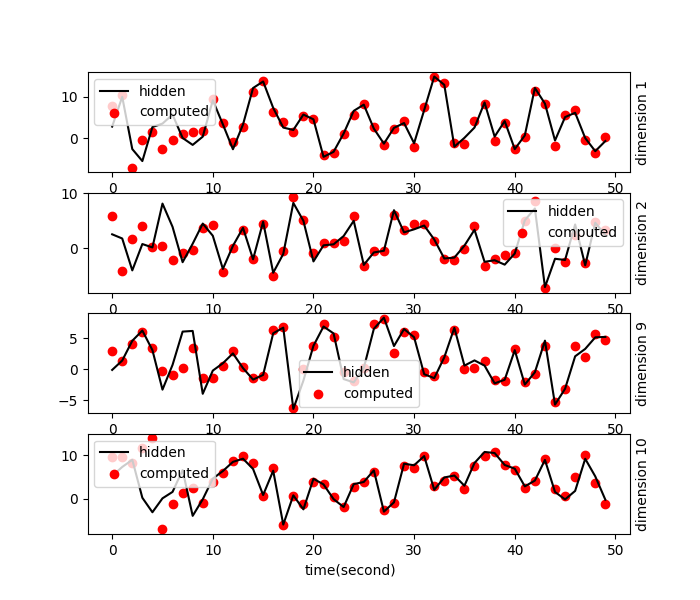 hidden
computed
10
0
0 10 20 30 40 50
dimension 1
hidden
computed
10
0
0 10 20 30 40 50
dimension 2
hidden
computed
5
0
−5
0 10 20 30 40 50
dimension 9
hidden
computed
10
0
0 10 20 30 40 50
dimension 10
time(second)